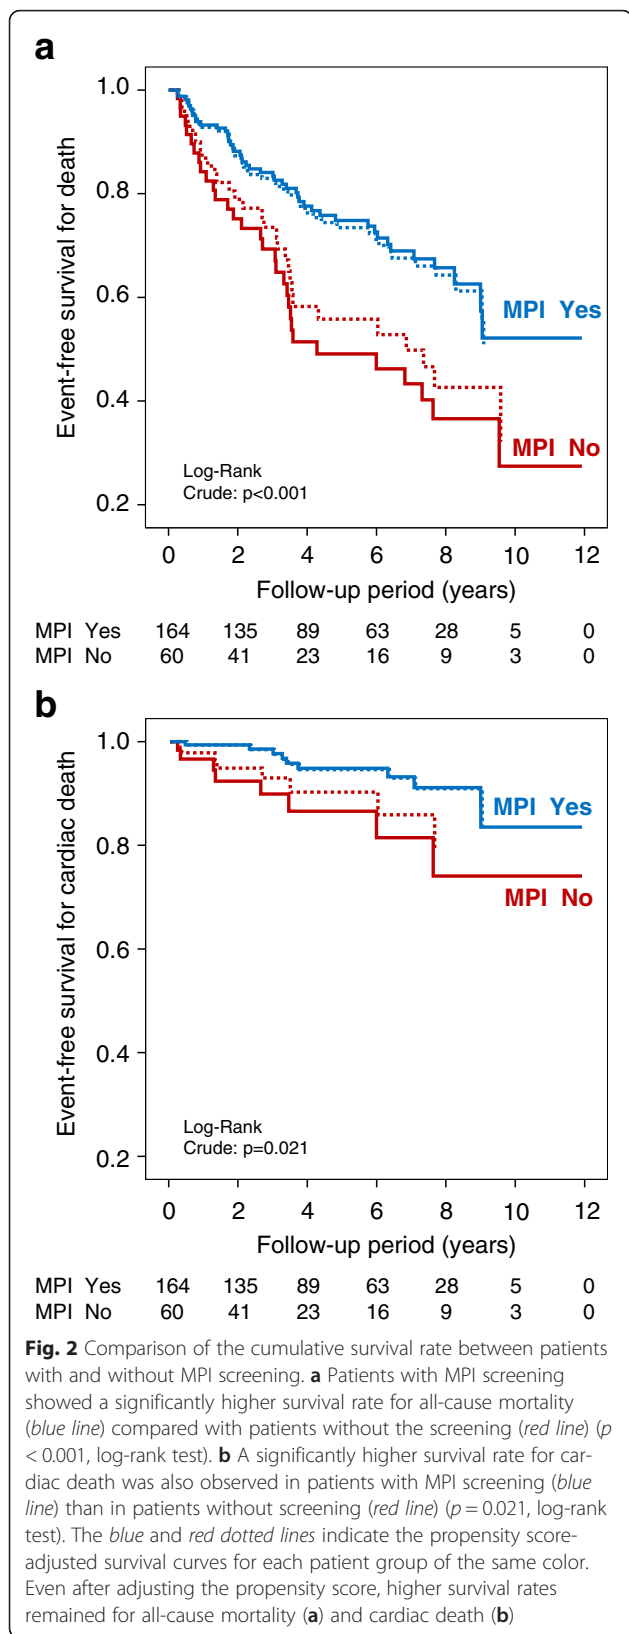 a
1.0
0.8
0.6
0.4
0.2
Event-free survival for death
MPI Yes
MPI No
Log-Rank
Crude: p<0.001
0 2 4 6 8 10 12
Follow-up period (years)
MPI Yes 164 135 89 63 28 5 0
MPI No 60 41 23 16 9 3 0
b
1.0
0.8
0.6
0.4
0.2
Event-free survival for cardiac death
MPI Yes
MPI No
Log-Rank
Crude: p=0.021
0 2 4 6 8 10 12
Follow-up period (years)
MPI Yes 164 135 89 63 28 5 0
MPI No 60 41 23 16 9 3 0
Fig. 2 Comparison of the cumulative survival rate between patients
with and without MPI screening. a Patients with MPI screening
showed a significantly higher survival rate for all-cause mortality
(blue line) compared with patients without the screening (red line) (p
< 0.001, log-rank test). b A significantly higher survival rate for car-
diac death was also observed in patients with MPI screening (blue
line) than in patients without screening (red line) (p = 0.021, log-rank
test). The blue and red dotted lines indicate the propensity score-
adjusted survival curves for each patient group of the same color.
Even after adjusting the propensity score, higher survival rates
remained for all-cause mortality (a) and cardiac death (b)